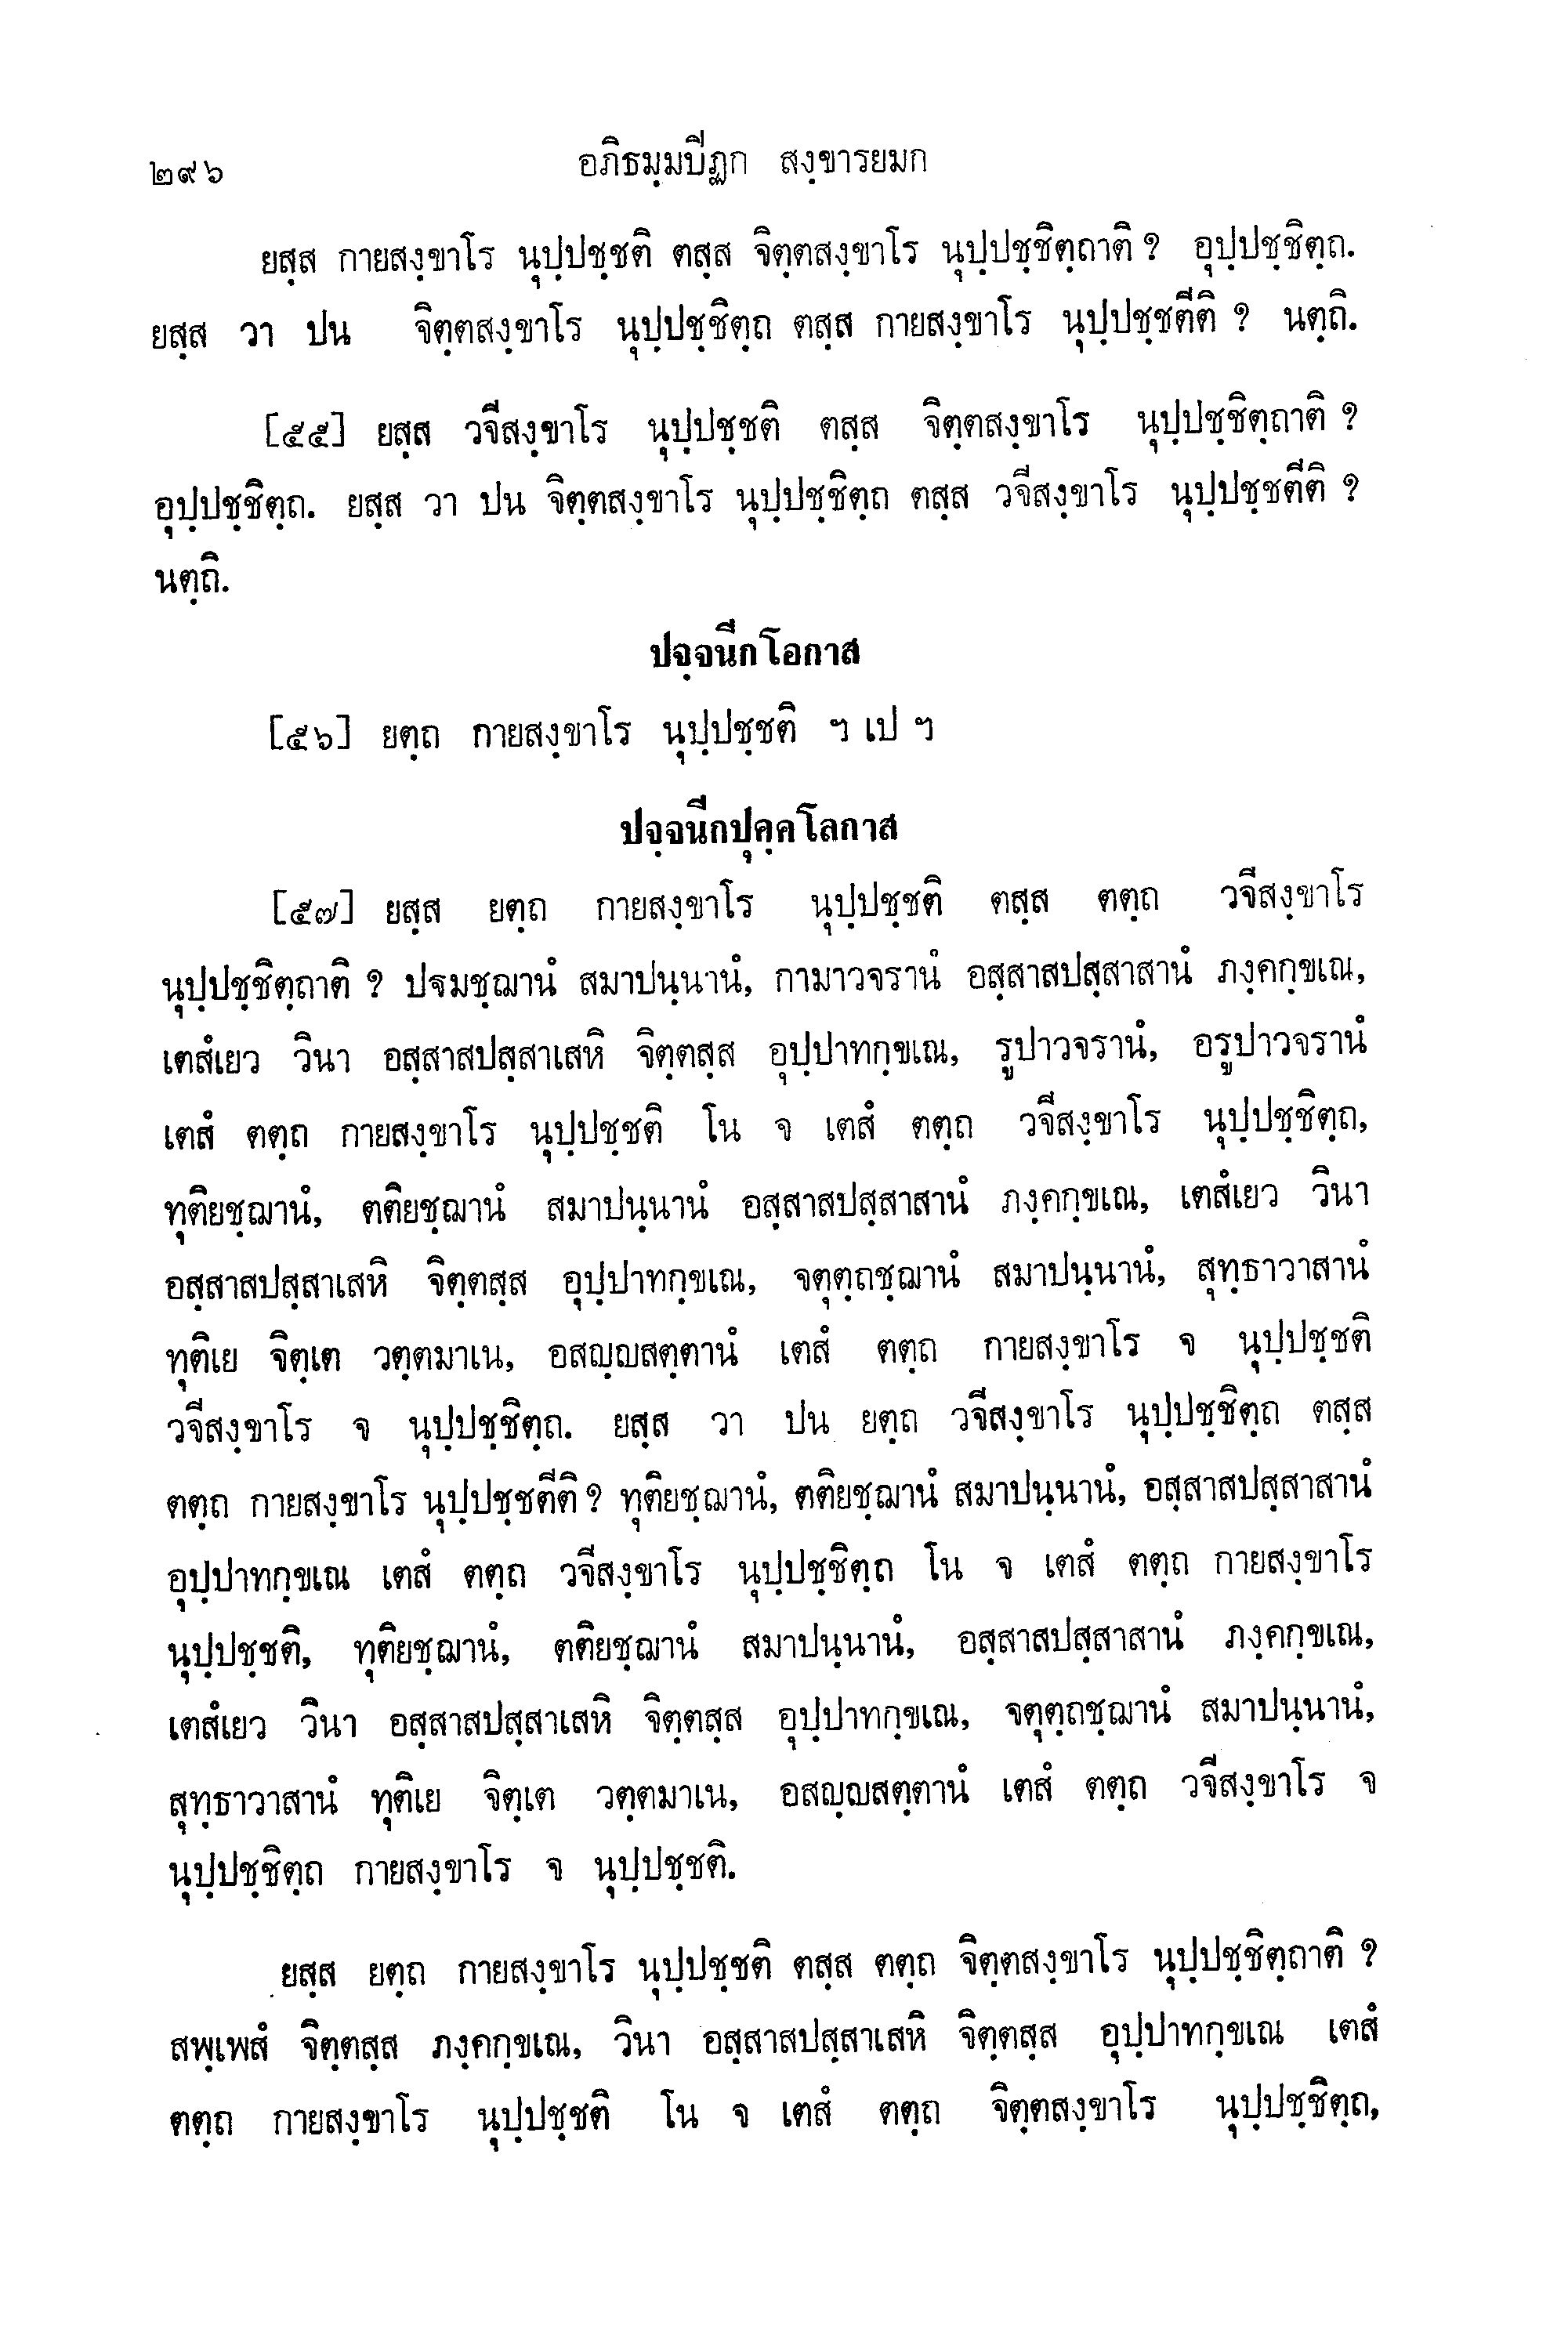 ๒๙๖ อภิธมฺมปีฏก สงฺขารยมก
ยสฺส กายสงฺขาโร นุปฺปชฺชติ ตสฺส จิตฺตสงฺขาโร นุปฺปชฺชิตฺถาติ ? อุปฺปชฺชิตฺถ.
ยสฺส วา ปน จิตฺตสงฺขาโร นุปฺปชฺชิตฺถ ตสฺส กายสงฺขาโร นุปฺปชฺชตีติ ? นตฺถิ.
[๕๕] ยสฺส วจีสงฺขาโร นุปฺปชฺชติ ตสฺส จิตฺตสงฺขาโร นุปฺปชฺชิตฺถาติ ?
อุปฺปชฺชิตฺถ. ยสฺส วา ปน จิตฺตสงฺขาโร นุปฺปชฺชิตฺถ ตสฺส วจีสงฺขาโร นุปฺปชฺชตีติ ?
นตฺถิ.
ปจฺจนีกโอกาส
[๕๖] ยตฺถ กายสงฺขาโร นุปฺปชฺชติ ฯ เป ฯ
ปจฺจนีกปุคฺคโลกาส
[๕๗] ยสฺส ยตฺถ กายสงฺขาโร นุปฺปชฺชติ ตสฺส ตตฺถ วจีสงฺขาโร
นุปฺปชฺชิตฺถาติ ? ปฐมชฺฌานํ สมาปนฺนานํ, กามาวจรานํ อสฺสาสปสฺสาสานํ ภงฺคกฺขเณ,
เตสํเยว วินา อสฺสาสปสฺสาเสหิ จิตฺตสฺส อุปฺปาทกฺขเณ, รูปาวจรานํ, อรูปาวจรานํ
เตสํ ตตฺถ กายสงฺขาโร นุปฺปชฺชติ โน จ เตสํ ตตฺถ วจีสงฺขาโร นุปฺปชฺชิตฺถ,
ทุติยชฺฌานํ, ตติยชฺฌานํ สมาปนฺนานํ อสฺสาสปสฺสาสานํ ภงฺคกฺขเณ, เตสํเยว วินา
อสฺสาสปสฺสาเสหิ จิตฺตสฺส อุปฺปาทกฺขเณ, จตุตฺถชฺฌานํ สมาปนฺนานํ, สุทฺธาวาสานํ
ทุติเย จิตฺเต วตฺตมาเน, อสญฺญสตฺตานํ เตสํ ตตฺถ กายสงฺขาโร จ นุปฺปชฺชติ
วจีสงฺขาโร จ นุปฺปชฺชิตฺถ. ยสฺส วา ปน ยตฺถ วจีสงฺขาโร นุปฺปชฺชิตฺถ ตสฺส
ตตฺถ กายสงฺขาโร นุปฺปชฺชตีติ ? ทุติยชฺฌานํ, ตติยชฺฌานํ สมาปนฺนานํ, อสฺสาสปสฺสาสานํ
อุปฺปาทกฺขเณ เตสํ ตตฺถ วจีสงฺขาโร นุปฺปชฺชิตฺถ โน จ เตสํ ตตฺถ กายสงฺขาโร
นุปฺปชฺชติ, ทุติยชฺฌานํ, ตติยชฺฌานํ สมาปนฺนานํ, อสฺสาสปสฺสาสานํ ภงฺคกฺขเณ,
เตสํเยว วินา อสฺสาสปสฺสาเสหิ จิตฺตสฺส อุปฺปาทกฺขเณ, จตุตฺถชฺฌานํ สมาปนฺนานํ,
สุทฺธาวาสานํ ทุติเย จิตฺเต วตฺตมาเน, อสญฺญสตฺตานํ เตสํ ตตฺถ วจีสงฺขาโร จ
นุปฺปชฺชิตฺถ กายสงฺขาโร จ นุปฺปชฺชติ.
ยสฺส ยตฺถ กายสงฺขาโร นุปฺปชฺชติ ตสฺส ตตฺถ จิตฺตสงฺขาโร นุปฺปชฺชิตฺถาติ ?
สพฺเพสํ จิตฺตสฺส ภงฺคกฺขเณ, วินา อสฺสาสปสฺสาเสหิ จิตฺตสฺส อุปฺปาทกฺขเณ เตสํ
ตตฺถ กายสงฺขาโร นุปฺปชฺชติ โน จ เตสํ ตตฺถ จิตฺตสงฺขาโร นุปฺปชฺชิตฺถ,